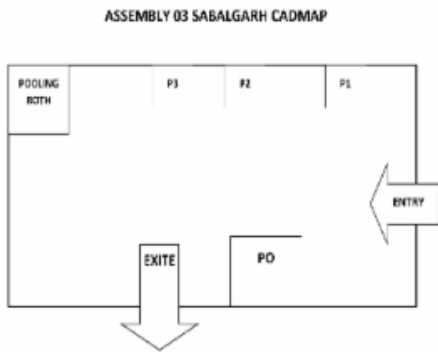 ASSEMBLY 03 SABALGARH CADMAP
POOLING
BOTH
P3
P2
P1
ENTRY
EXITE
PO